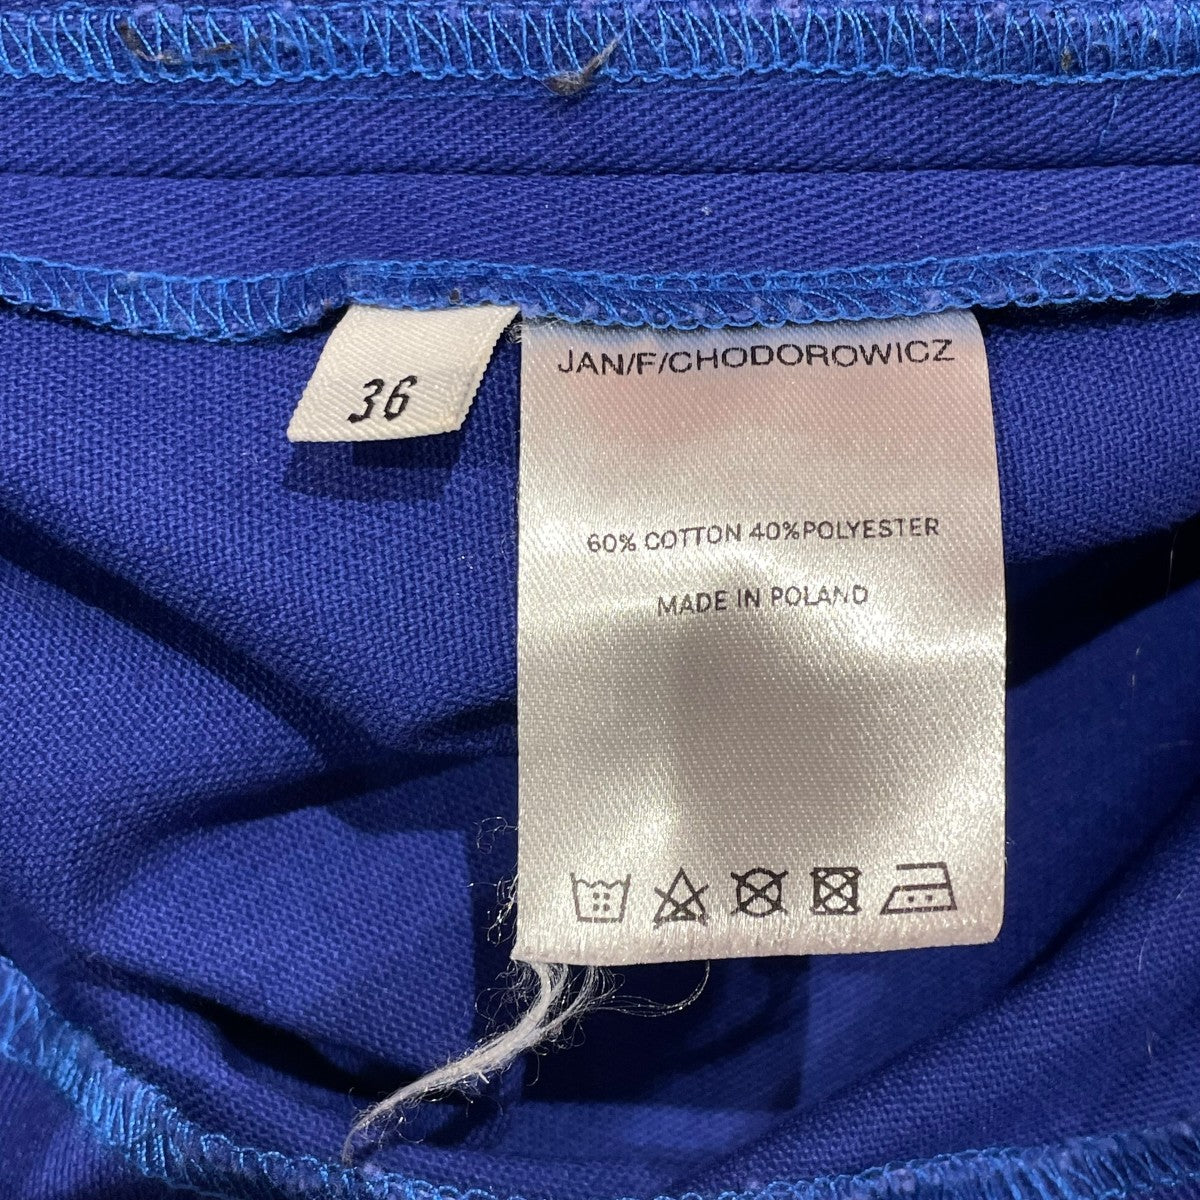 36
JAN/F/CHODOROWICZ
60% COTTON 40%POLYESTER
MADE IN POLAND